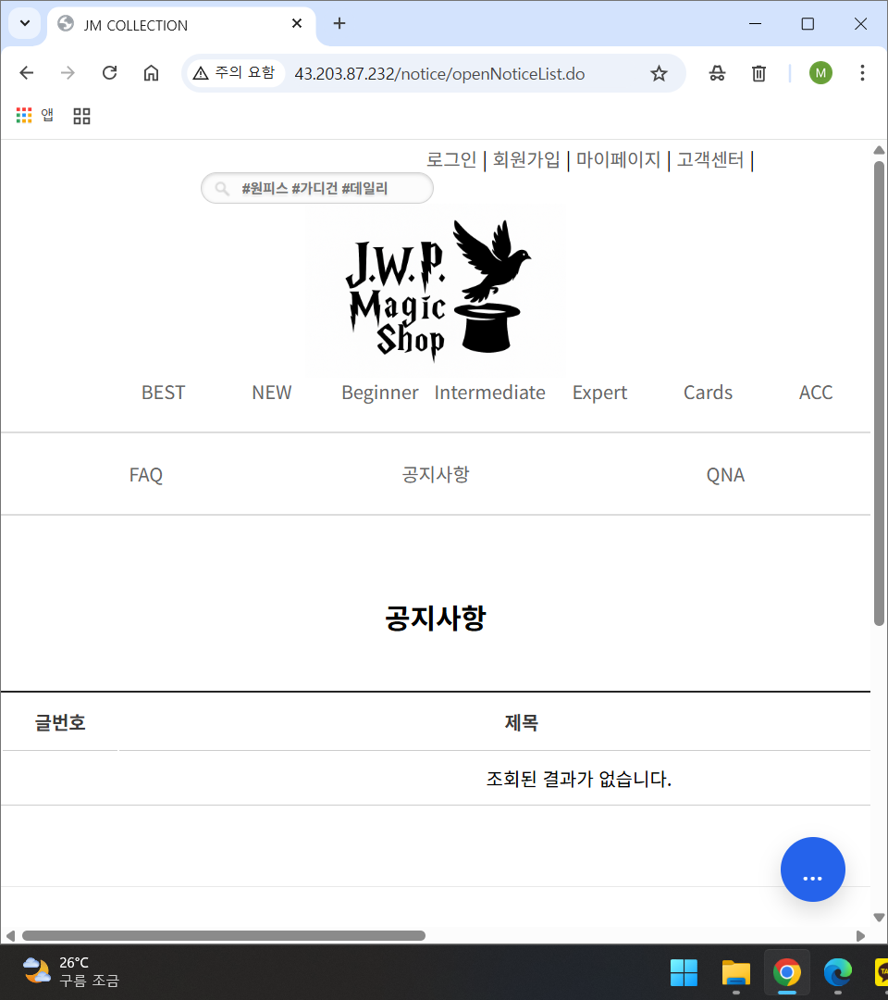 JM COLLECTION
주의 요함
43.203.87.232/notice/openNoticeList.do
M
앱
로그인 | 회원가입 | 마이페이지 | 고객센터 |
#원피스 #가디건 #데일리
J.W.P.
Magic
Shop
BEST NEW Beginner Intermediate Expert Cards ACC
FAQ 공지사항 QNA
공지사항
글번호 제목
조회된 결과가 없습니다.
...
26°C
구름 조금